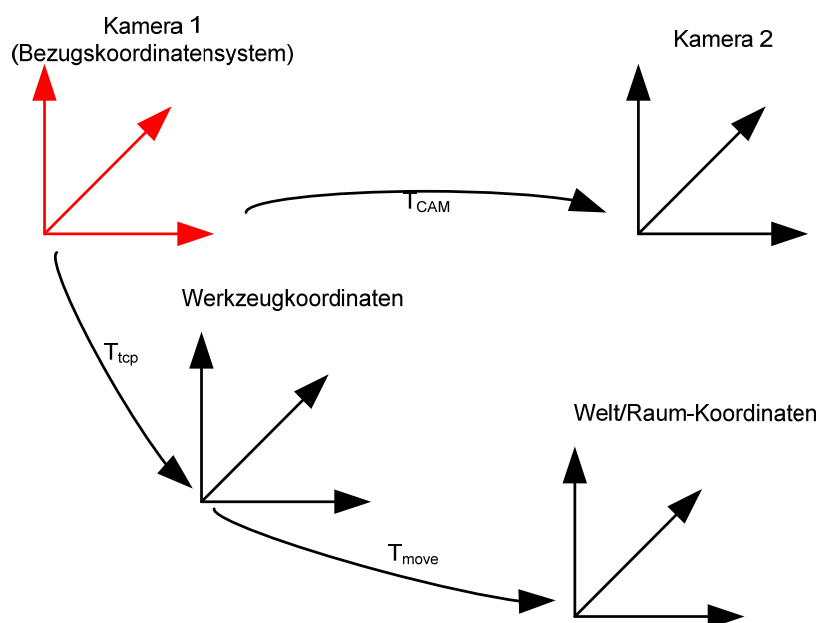 Kamera 1
(Bezugskoordinatensystem)
Kamera 2
TCAM
Werkzeugkoordinaten
Ttcp
Welt/Raum-Koordinaten
Tmove